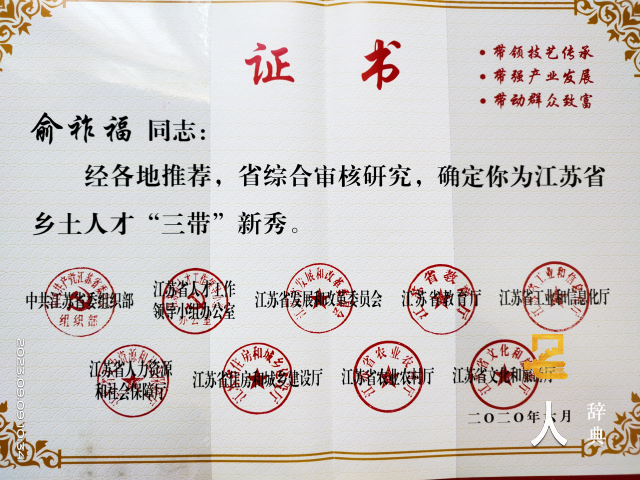 证书
·带领技艺传承
·带强产业发展
·带动群众致富
俞祚福 同志：
经各地推荐，省综合审核研究，确定你为江苏省
乡土人才“三带”新秀。
中共江苏省委组织部
江苏省人才工作
领导小组办公室
江苏省发展和改革委员会
江苏省教育厅
江苏省工业和信息化厅
江苏省人力资源
和社会保障厅
江苏省住房和城乡建设厅
江苏省农业农村厅
江苏省文化和旅游厅
二〇二〇年六月
人
辞典